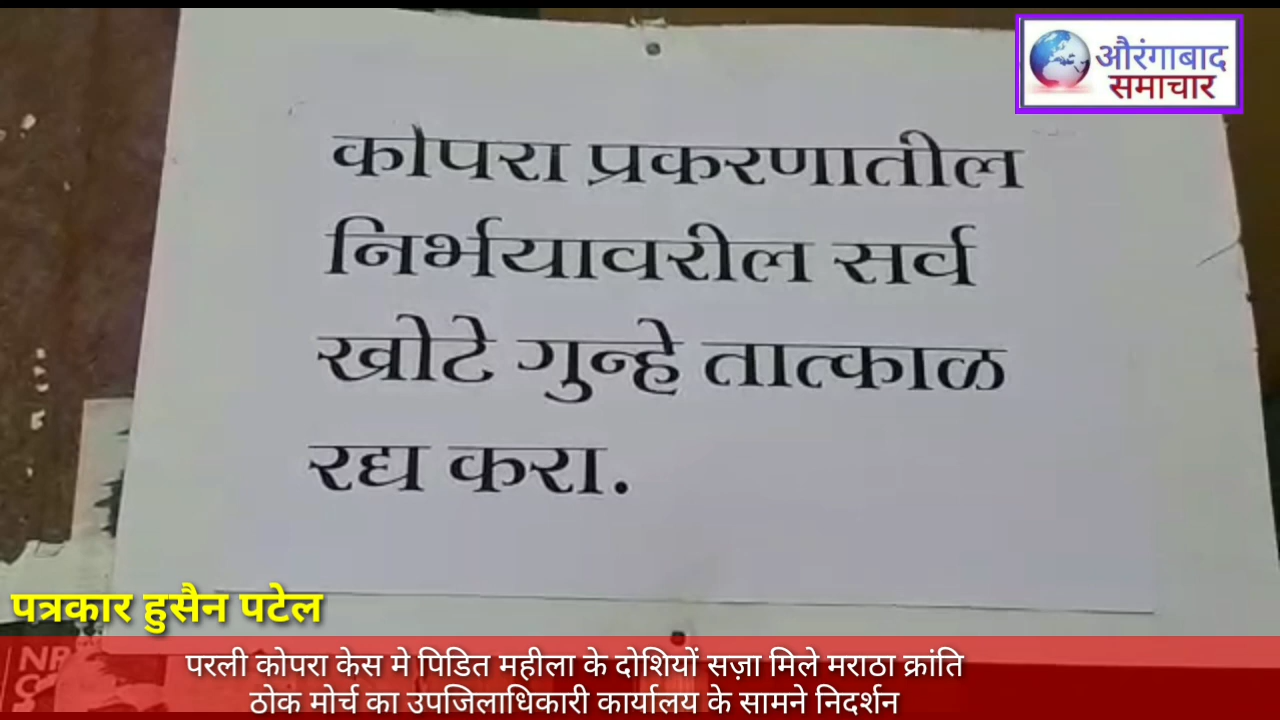 औरंगाबाद
समाचार
कोपरा प्रकरणातील
निर्भयावरील सर्व
खोटे गुन्हे तात्काळ
रद्य करा.
पत्रकार हुसैन पटेल
NR
परली कोपरा केस मे पिडित महीला के दोशियों सज़ा मिले मराठा क्रांति
ठोक मोर्च का उपजिलाधिकारी कार्यालय के सामने निदर्शन